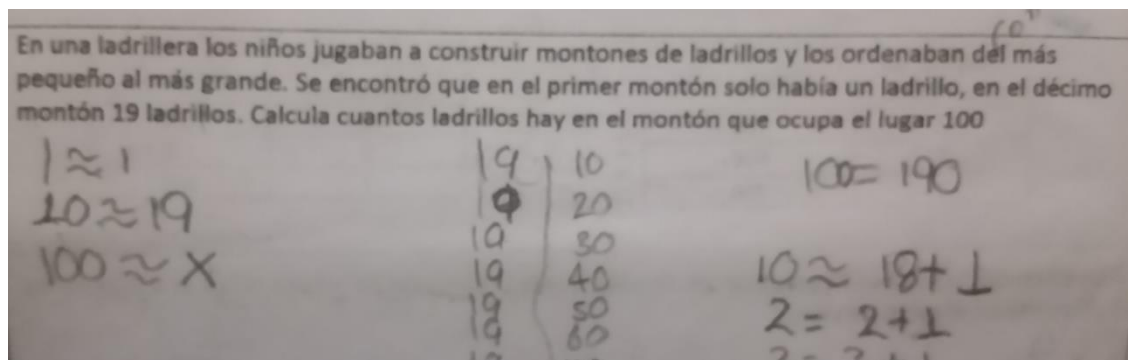 En una ladrillera los niños jugaban a construir montones de ladrillos y los ordenaban del más
pequeño al más grande. Se encontró que en el primer montón solo había un ladrillo, en el décimo
montón 19 ladrillos. Calcula cuantos ladrillos hay en el montón que ocupa el lugar 100
1 ≈ 1
10 ≈ 19
100 ≈ X
19 10
19 20
19 30
19 40
19 50
19 60
100 = 190
10 ≈ 18 + 1
2 = 2 + 1